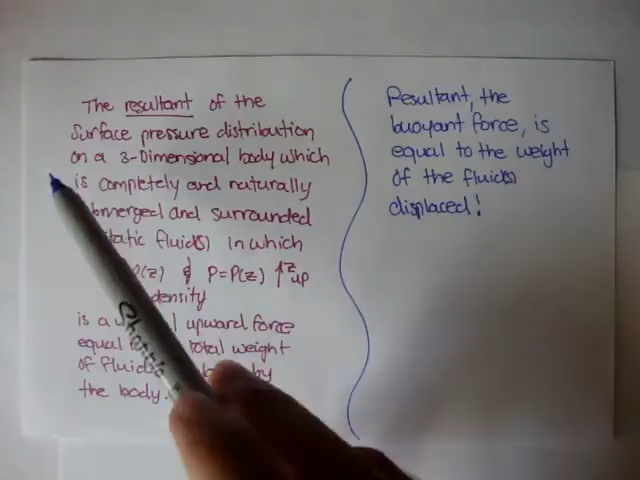 The resultant of the
surface pressure distribution
on a 3-Dimensional body which
is completely and naturally
submerged and surrounded
static fluid(s) in which
(z) & P=P(z) ↑z up
density
is a upward force
equal total weight
of fluid by
the body.
Resultant, the
buoyant force, is
equal to the weight
of the fluid(s)
displaced!
Sharpie